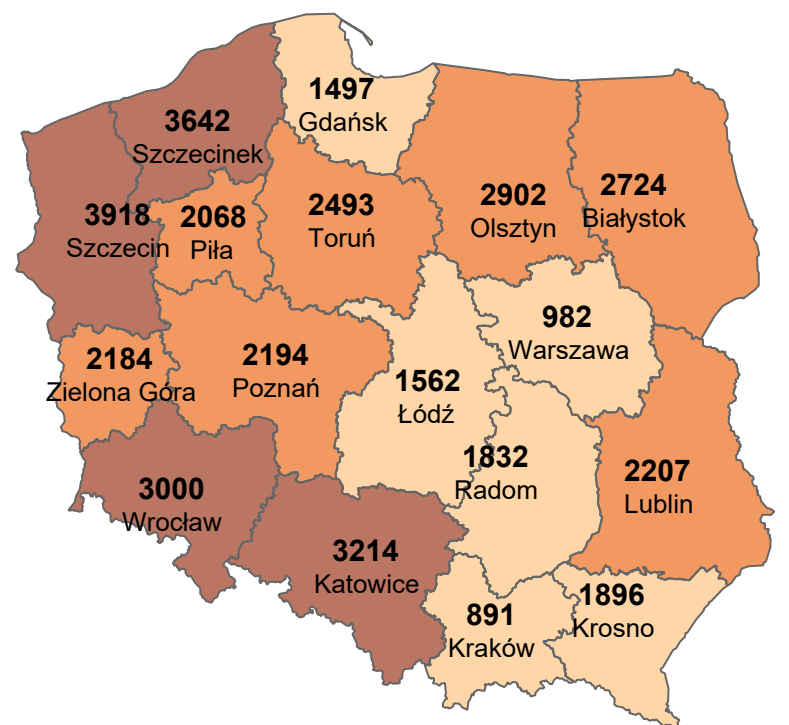 1497
Gdańsk
3642
Szczecinek
2902
Olsztyn
2724
Białystok
3918
Szczecin
2068
Piła
2493
Toruń
982
Warszawa
2184
Zielona Góra
2194
Poznań
1562
Łódź
1832
Radom
2207
Lublin
3000
Wrocław
3214
Katowice
891
Kraków
1896
Krosno